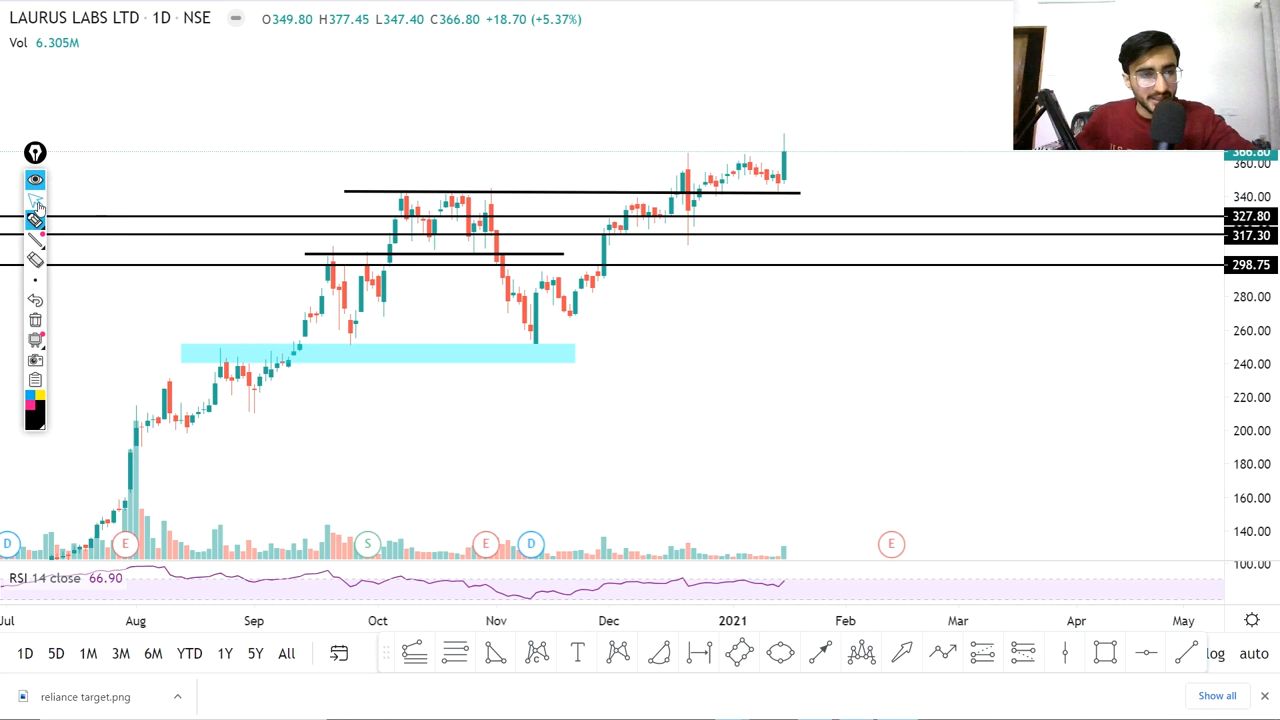 LAURUS LABS LTD · 1D · NSE O349.80 H377.45 L347.40 C366.80 +18.70 (+5.37%)
Vol 6.305M
366.80
360.00
340.00
327.80
317.30
298.75
280.00
260.00
240.00
220.00
200.00
180.00
160.00
140.00
100.00
D E S E D E
RSI 14 close 66.90
Jul Aug Sep Oct Nov Dec 2021 Feb Mar Apr May
1D 5D 1M 3M 6M YTD 1Y 5Y All T log auto
reliance target.png Show all